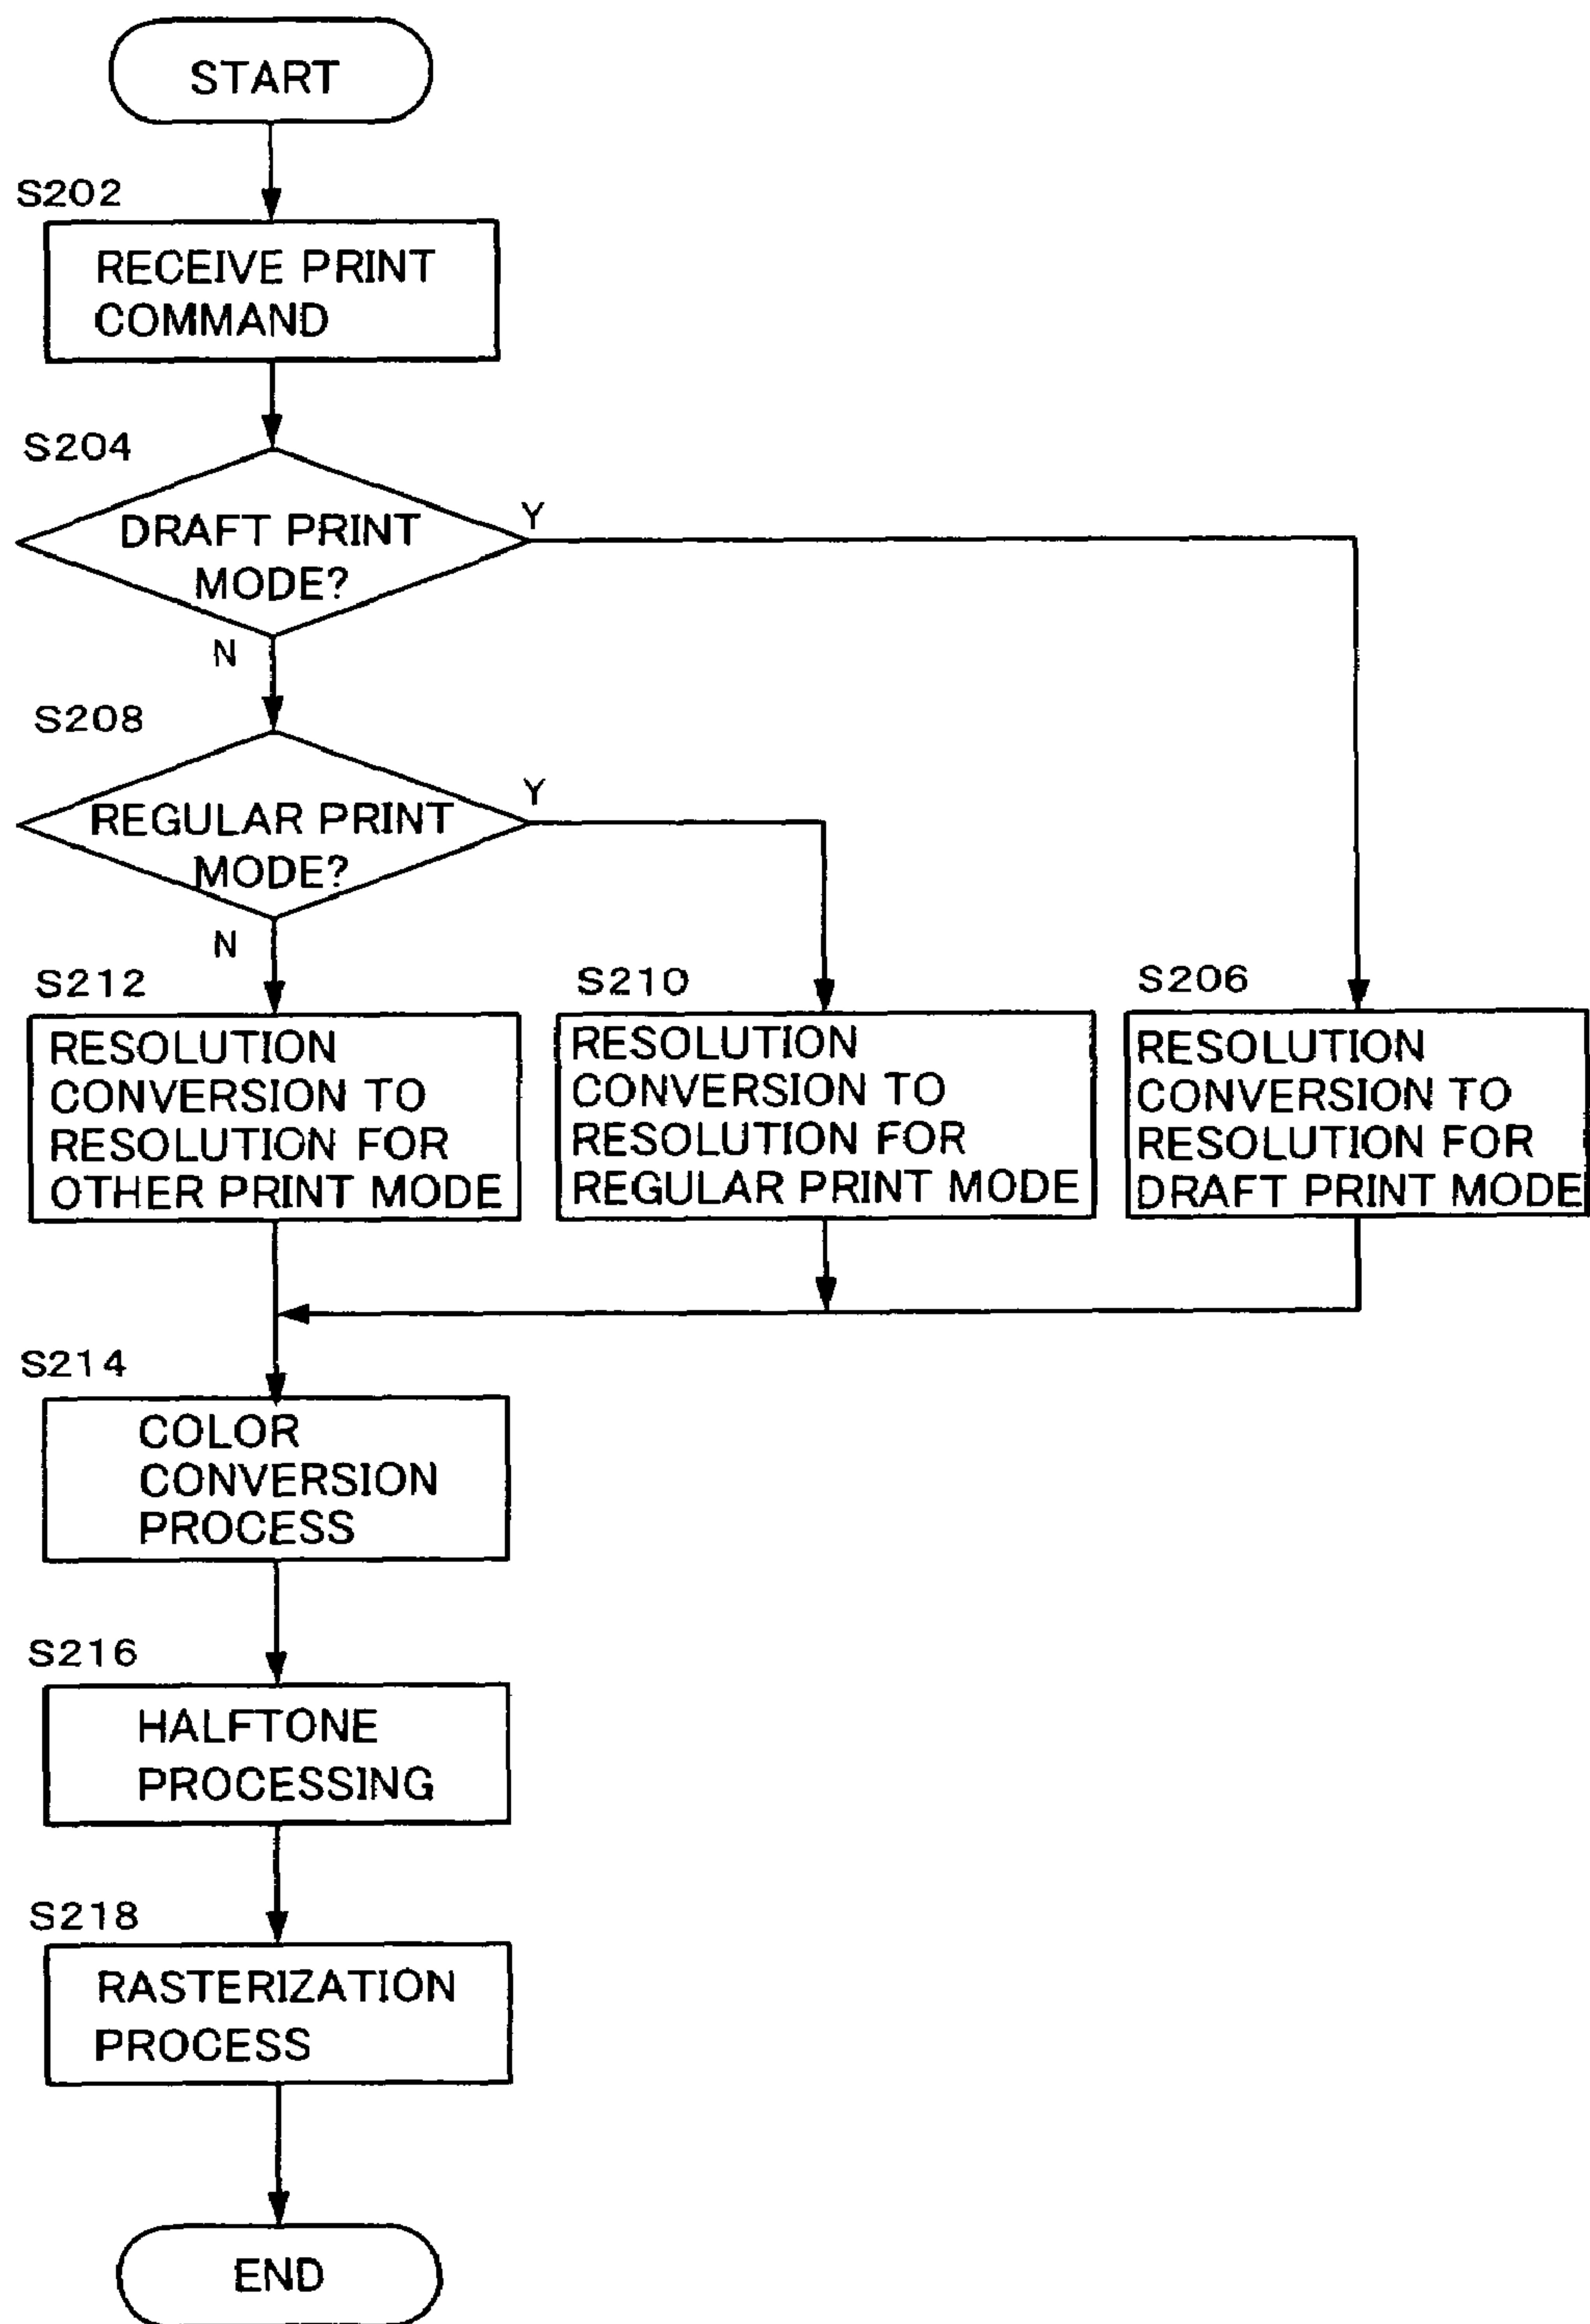 START
S202
RECEIVE PRINT
COMMAND
S204
DRAFT PRINT
MODE?
Y
N
S208
REGULAR PRINT
MODE?
Y
N
S212
RESOLUTION
CONVERSION TO
RESOLUTION FOR
OTHER PRINT MODE
S210
RESOLUTION
CONVERSION TO
RESOLUTION FOR
REGULAR PRINT MODE
S206
RESOLUTION
CONVERSION TO
RESOLUTION FOR
DRAFT PRINT MODE
S214
COLOR
CONVERSION
PROCESS
S216
HALFTONE
PROCESSING
S218
RASTERIZATION
PROCESS
END